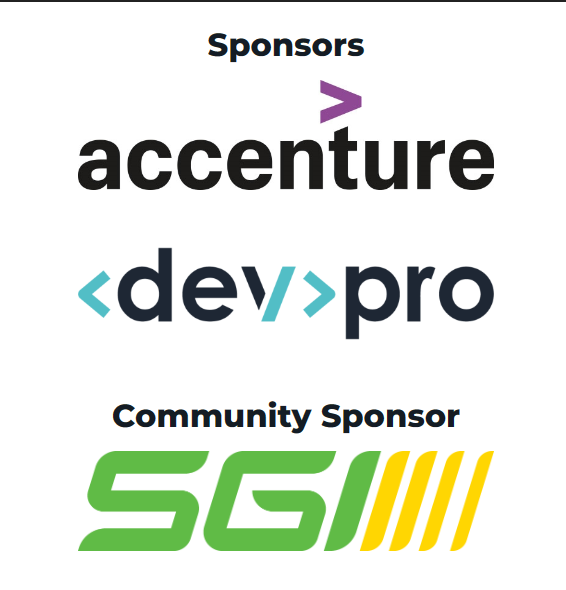 Sponsors
>
accenture
<dev>pro
Community Sponsor
SGI